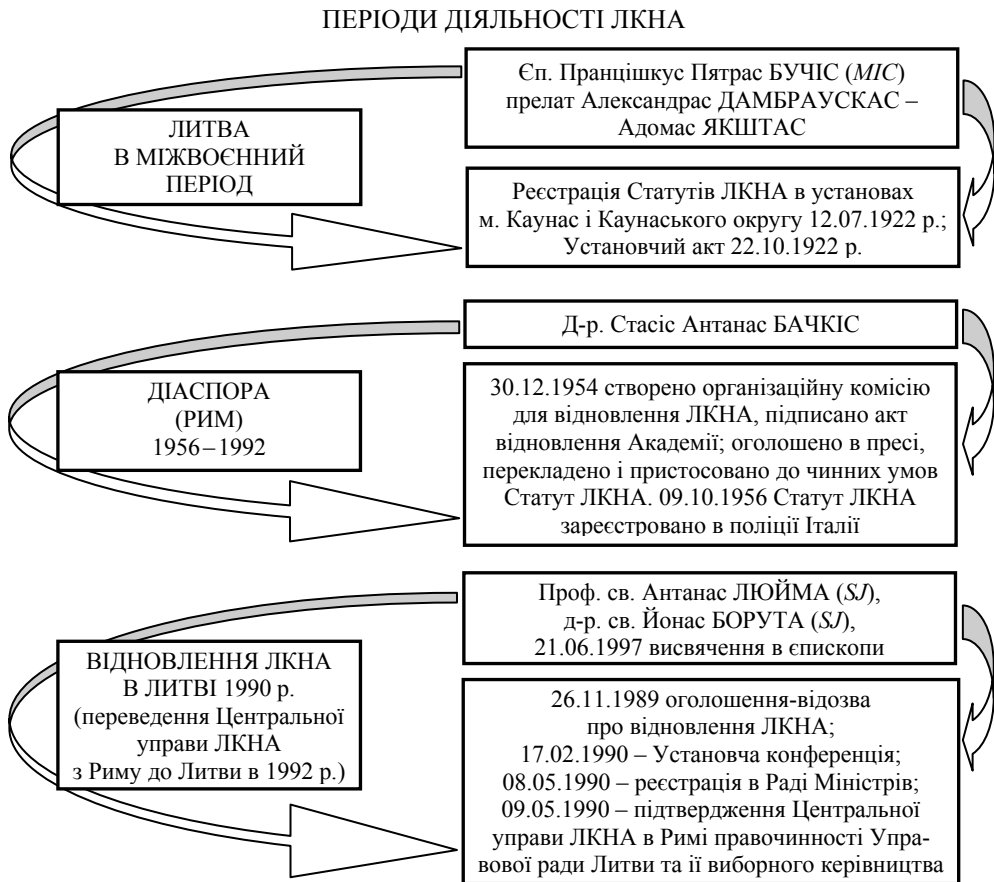 ПЕРІОДИ ДІЯЛЬНОСТІ ЛКНА
ЛИТВА
В МІЖВОЄННИЙ
ПЕРІОД
Єп. Пранцішкус Пятрас БУЧІС (MIC)
прелат Александрас ДАМБРАУСКАС –
Адомас ЯКШТАС
Реєстрація Статутів ЛКНА в установах
м. Каунас і Каунаського округу 12.07.1922 р.;
Установчий акт 22.10.1922 р.
ДІАСПОРА
(РИМ)
1956–1992
Д-р. Стасіс Антанас БАЧКІС
30.12.1954 створено організаційну комісію
для відновлення ЛКНА, підписано акт
відновлення Академії; оголошено в пресі,
перекладено і пристосовано до чинних умов
Статут ЛКНА. 09.10.1956 Статут ЛКНА
зареєстровано в поліції Італії
ВІДНОВЛЕННЯ ЛКНА
В ЛИТВІ 1990 р.
(переведення Центральної
управи ЛКНА
з Риму до Литви в 1992 р.)
Проф. св. Антанас ЛЮЙМА (SJ),
д-р. св. Йонас БОРУТА (SJ),
21.06.1997 висвячення в єпископи
26.11.1989 оголошення-відозва
про відновлення ЛКНА;
17.02.1990 – Установча конференція;
08.05.1990 – реєстрація в Раді Міністрів;
09.05.1990 – підтвердження Центральної
управи ЛКНА в Римі правочинності Упра-
вової ради Литви та її виборного керівництва